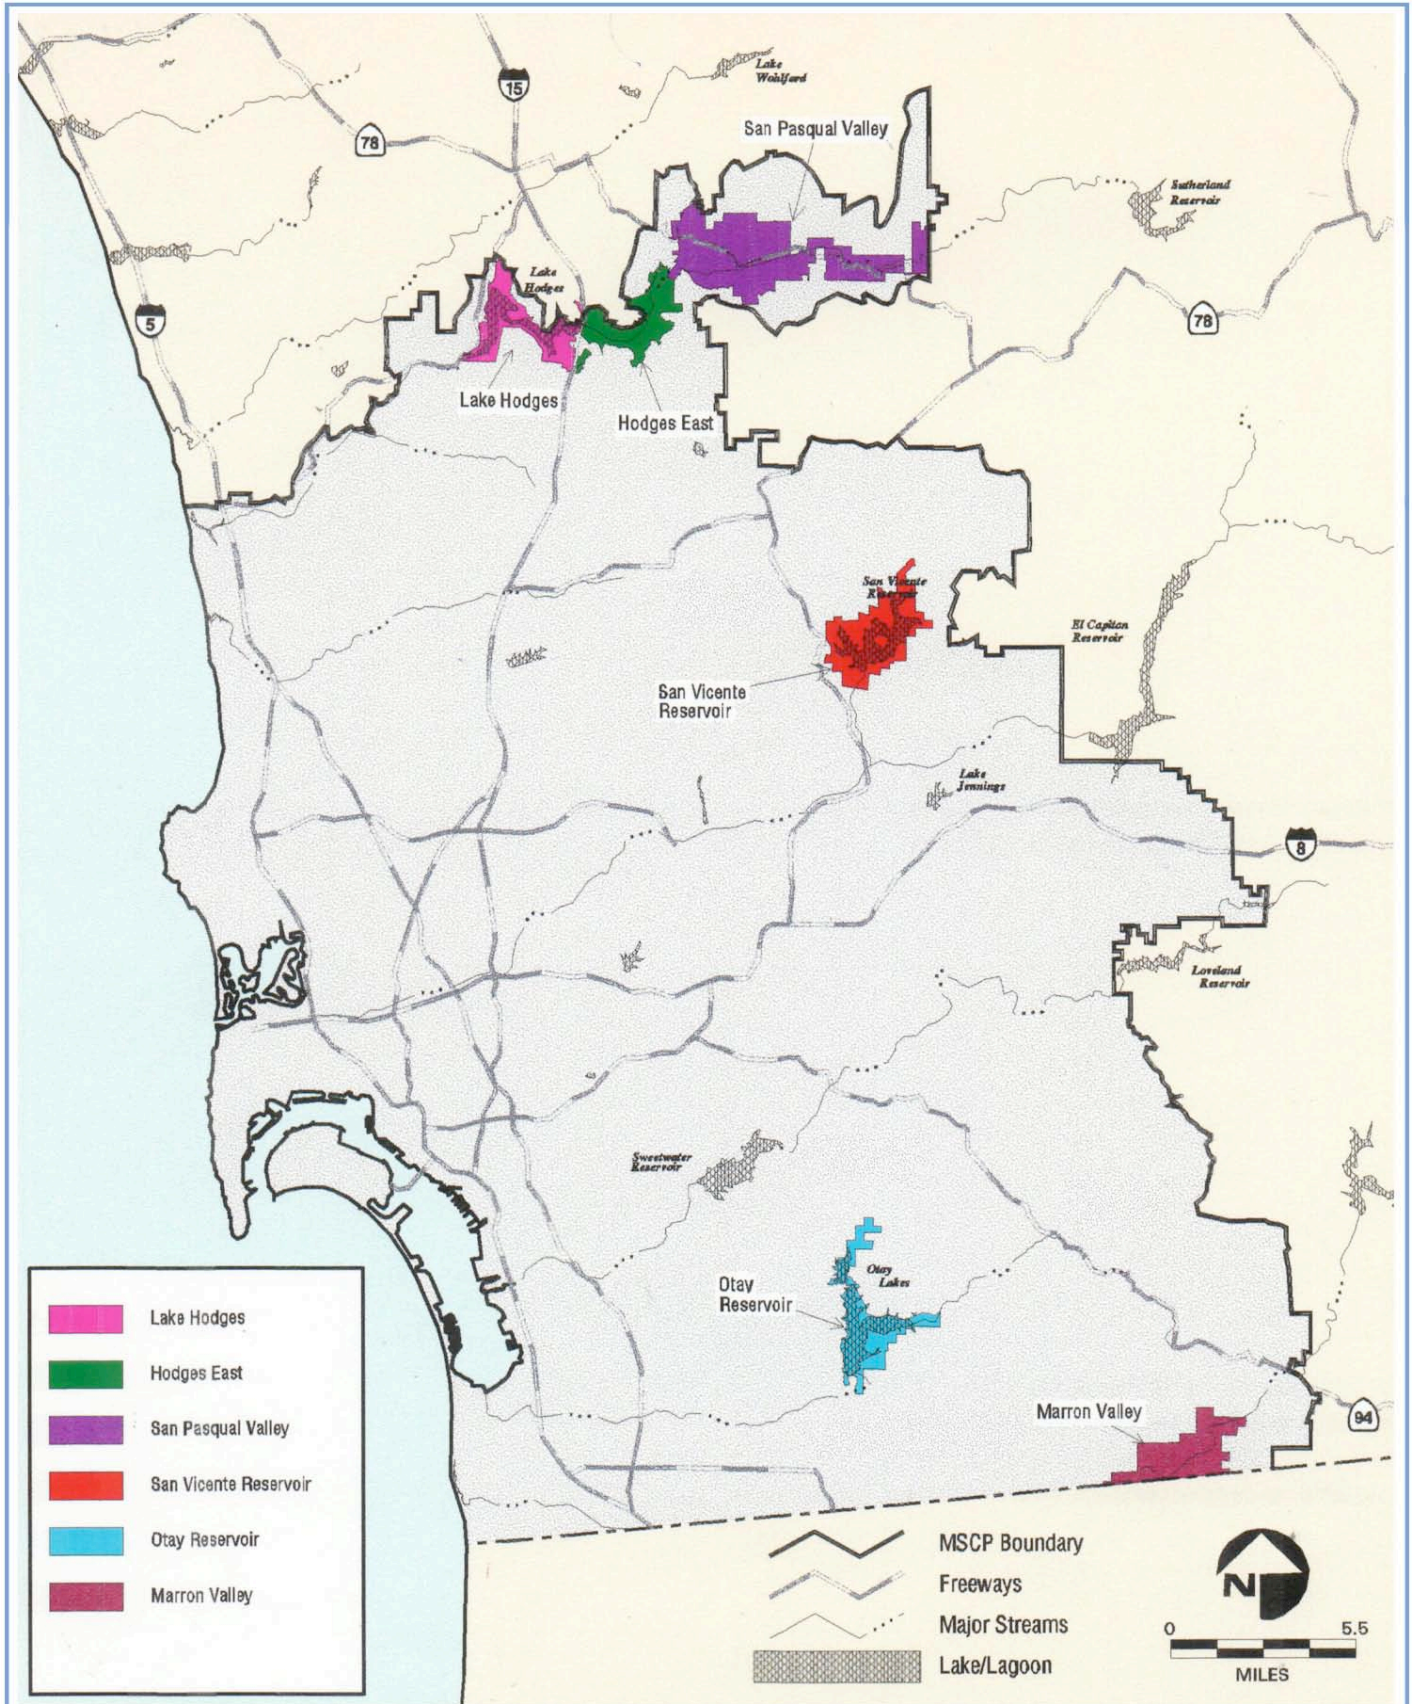 Lake
Wohlford
15
San Pasqual Valley
78
Sutherland
Reservoir
Lake
Hodges
5
78
Lake Hodges
Hodges East
San Vicente
Reservoir
El Capitan
Reservoir
San Vicente
Reservoir
Lake
Jennings
8
Loveland
Reservoir
Sweetwater
Reservoir
Otay
Lakes
Otay
Reservoir
Marron Valley
94
Lake Hodges
Hodges East
San Pasqual Valley
San Vicente Reservoir
Otay Reservoir
Marron Valley
MSCP Boundary
Freeways
Major Streams
Lake/Lagoon
N
0 5.5
MILES